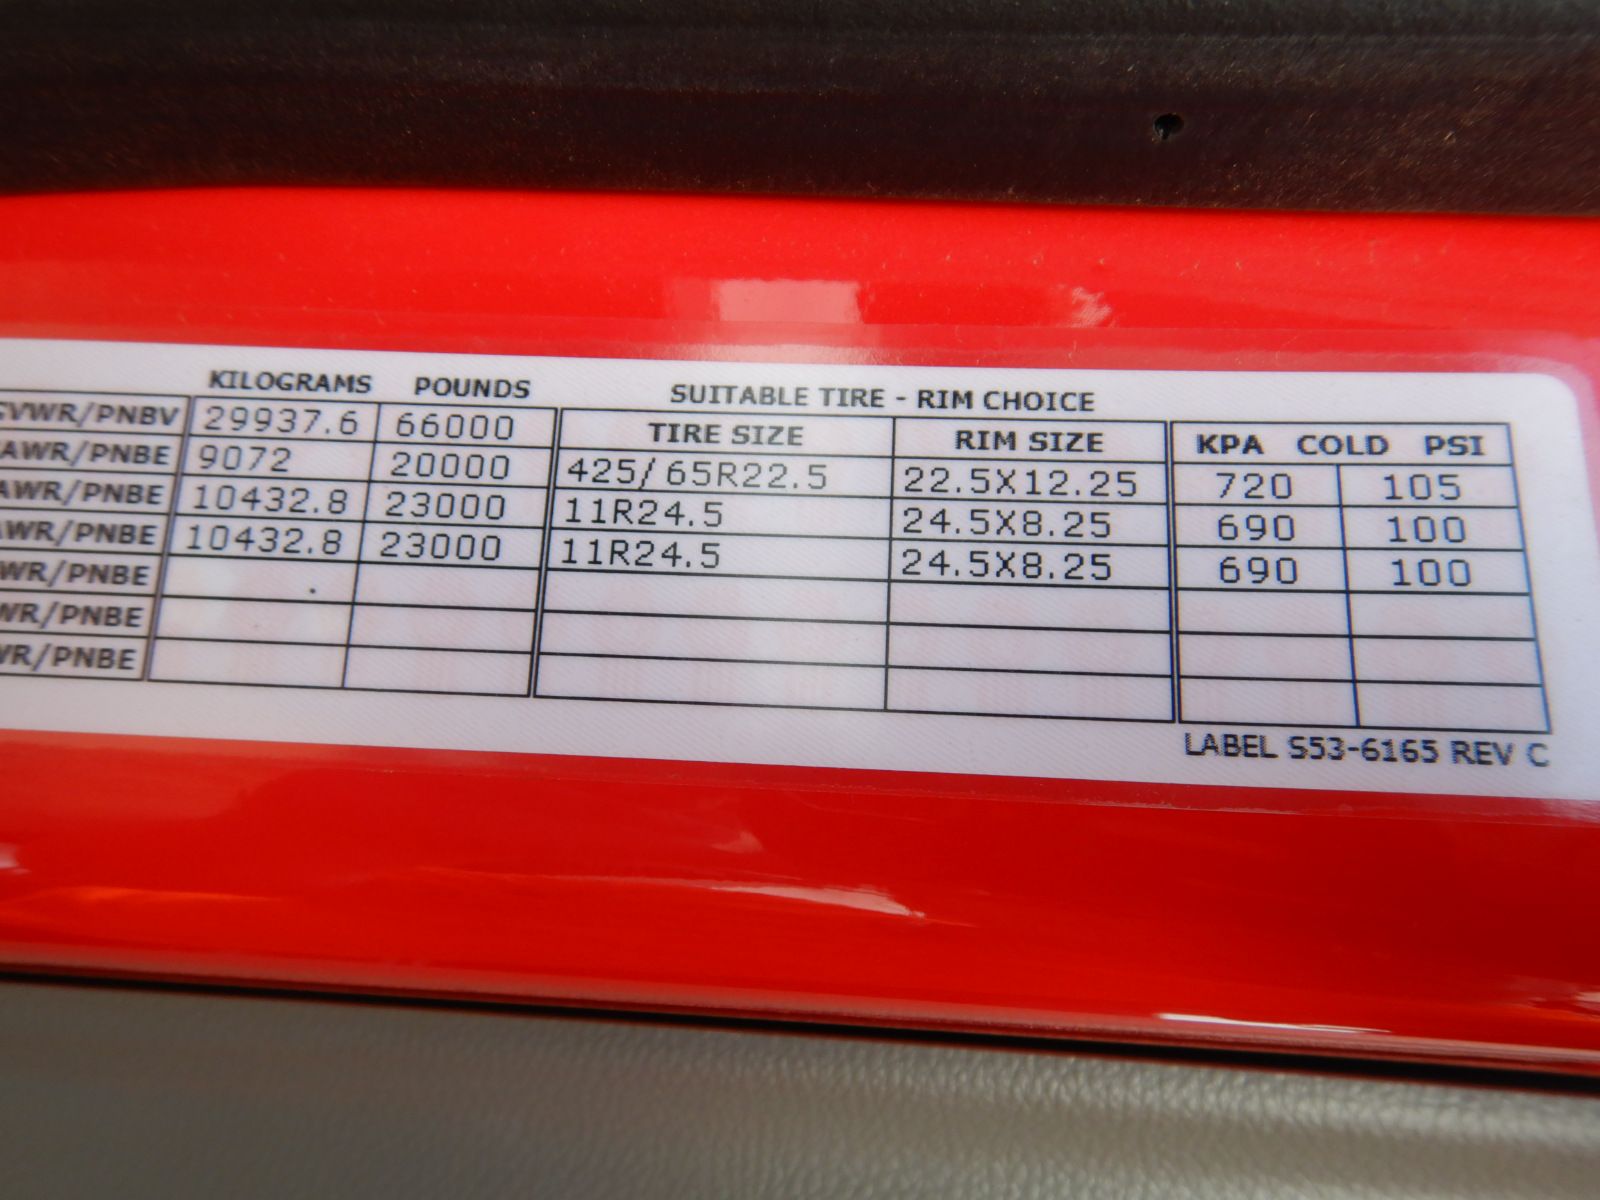 KILOGRAMS POUNDS SUITABLE TIRE - RIM CHOICE
GVWR/PNBV 29937.6 66000 TIRE SIZE RIM SIZE KPA COLD PSI
AWR/PNBE 9072 20000 425/65R22.5 22.5X12.25 720 105
AWR/PNBE 10432.8 23000 11R24.5 24.5X8.25 690 100
AWR/PNBE 10432.8 23000 11R24.5 24.5X8.25 690 100
WR/PNBE
WR/PNBE
WR/PNBE
LABEL S53-6165 REV C